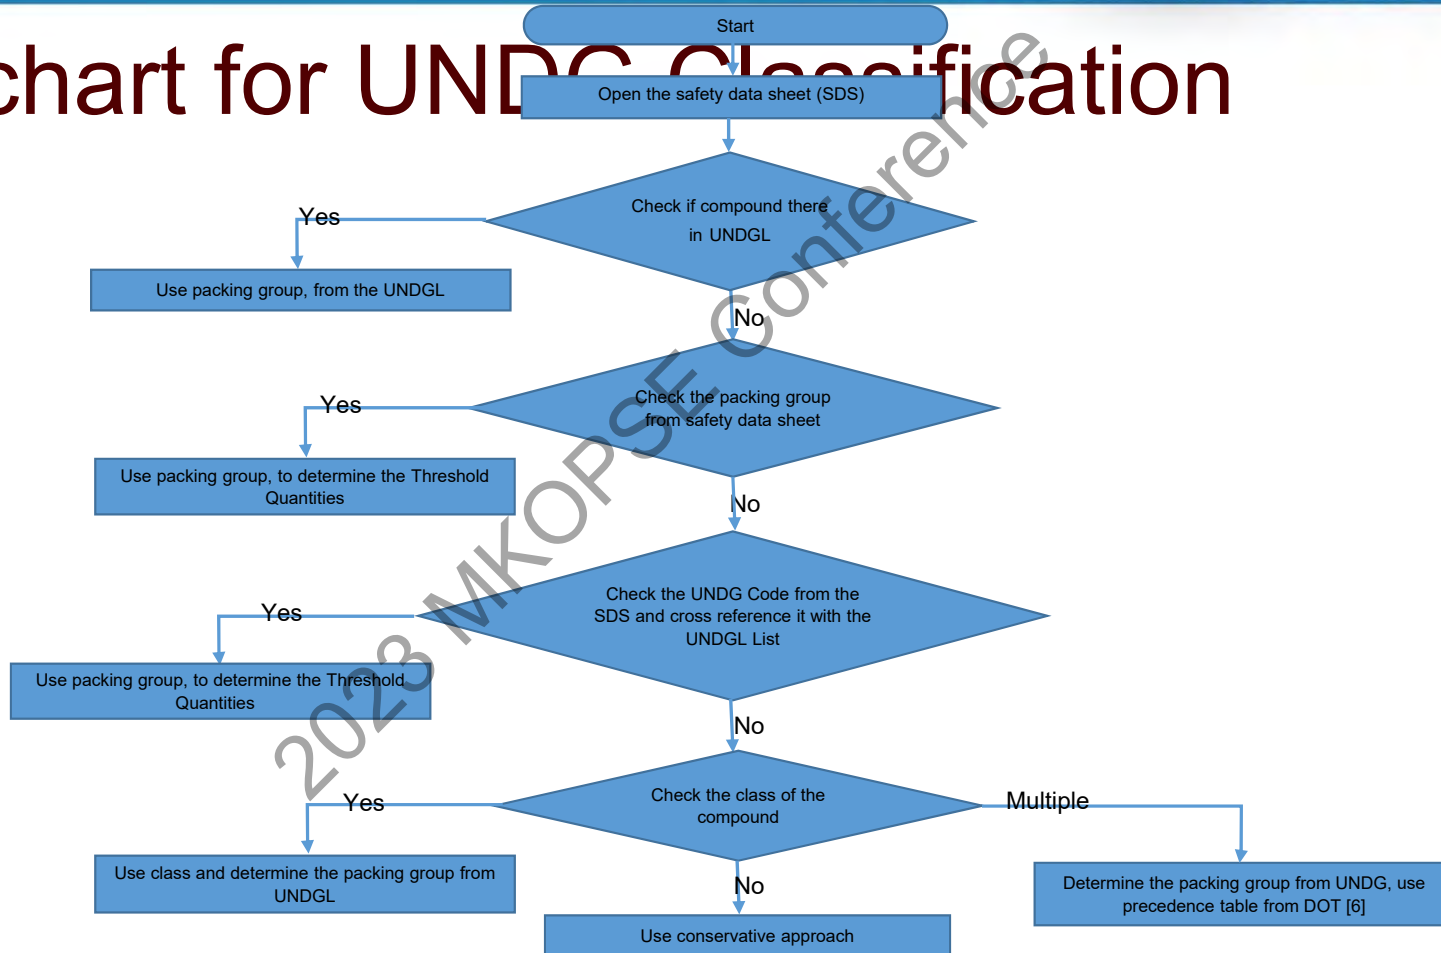 Start
chart for UNDG Classification
Open the safety data sheet (SDS)
Check if compound there
in UNDGL
Yes
Use packing group, from the UNDGL
No
Check the packing group
from safety data sheet
Yes
Use packing group, to determine the Threshold
Quantities
No
Check the UNDG Code from the
SDS and cross reference it with the
UNDGL List
Yes
Use packing group, to determine the Threshold
Quantities
No
Check the class of the
compound
Yes
Multiple
Use class and determine the packing group from
UNDGL
No
Determine the packing group from UNDG, use
precedence table from DOT [6]
Use conservative approach
2023 MKOPSE Conference